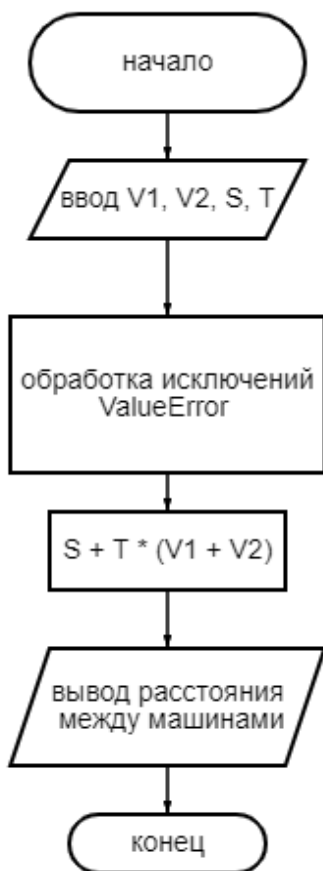 начало
ввод V1, V2, S, T
обработка исключений
ValueError
S + T * (V1 + V2)
вывод расстояния
между машинами
конец